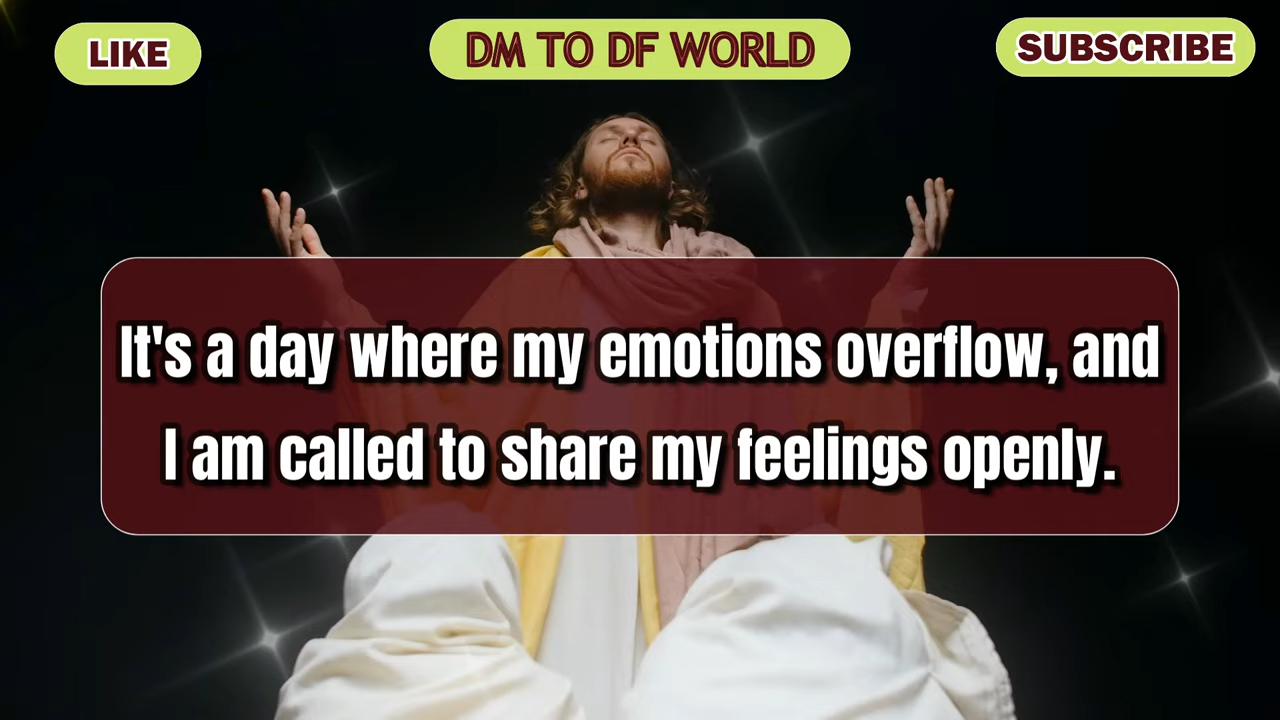 LIKE
DM TO DF WORLD
SUBSCRIBE
It's a day where my emotions overflow, and
I am called to share my feelings openly.